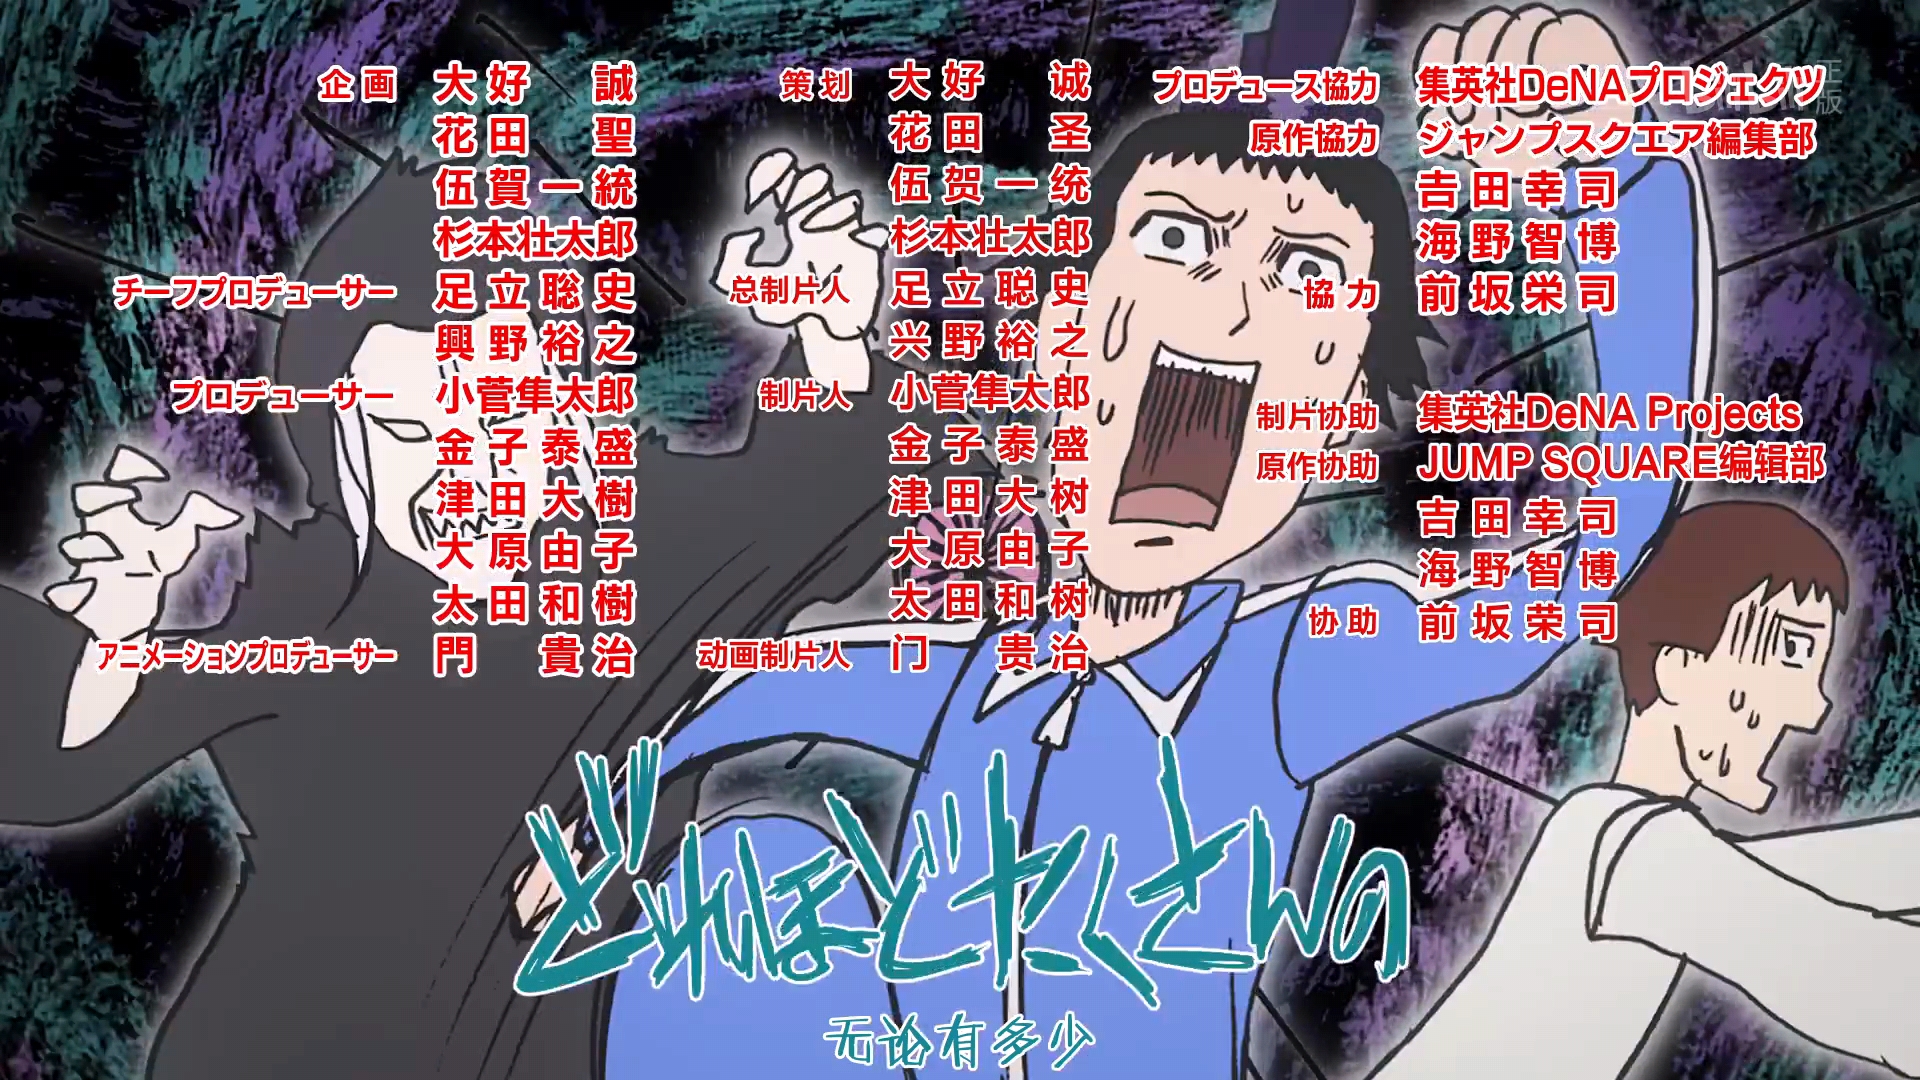 企画 大好 誠
花田 聖
伍賀一統
杉本壮太郎
チーフプロデューサー 足立聡史
興野裕之
プロデューサー 小菅隼太郎
金子泰盛
津田大樹
大原由子
太田和樹
アニメーションプロデューサー 門 貴治
策划 大好 诚
花田 圣
伍贺一统
杉本壮太郎
总制片人 足立聪史
兴野裕之
制片人 小菅隼太郎
金子泰盛
津田大树
大原由子
太田和树
动画制片人 门 贵治
プロデュース協力 集英社DeNAプロジェクツ
原作協力 ジャンプスクエア編集部
吉田幸司
海野智博
協力 前坂栄司
制片协助 集英社DeNA Projects
原作协助 JUMP SQUARE编辑部
吉田幸司
海野智博
协助 前坂荣司
正版
どれほどたくさんの
无论有多少